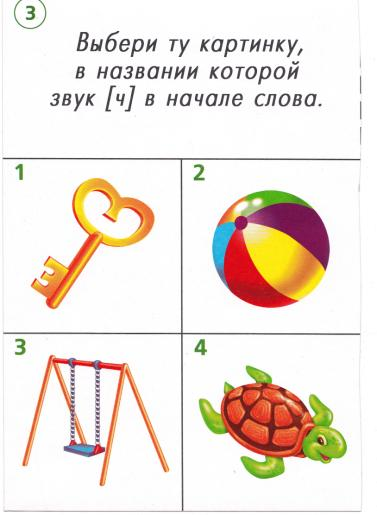 3
Выбери ту картинку,
в названии которой
звук [ч] в начале слова.
1
2
3
4